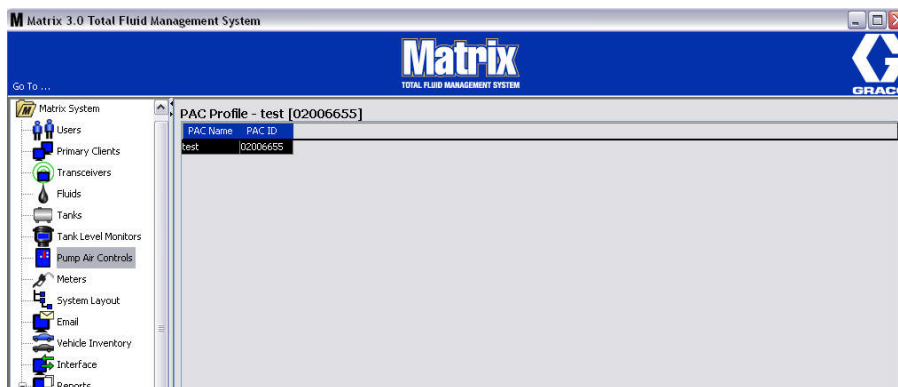 M Matrix 3.0 Total Fluid Management System
Matrix
TOTAL FLUID MANAGEMENT SYSTEM
Go To ...
GRACO
Matrix System
PAC Profile - test [02006655]
Users
PAC Name PAC ID
test 02006655
Primary Clients
Transceivers
Fluids
Tanks
Tank Level Monitors
Pump Air Controls
Meters
System Layout
Email
Vehicle Inventory
Interface
Reports